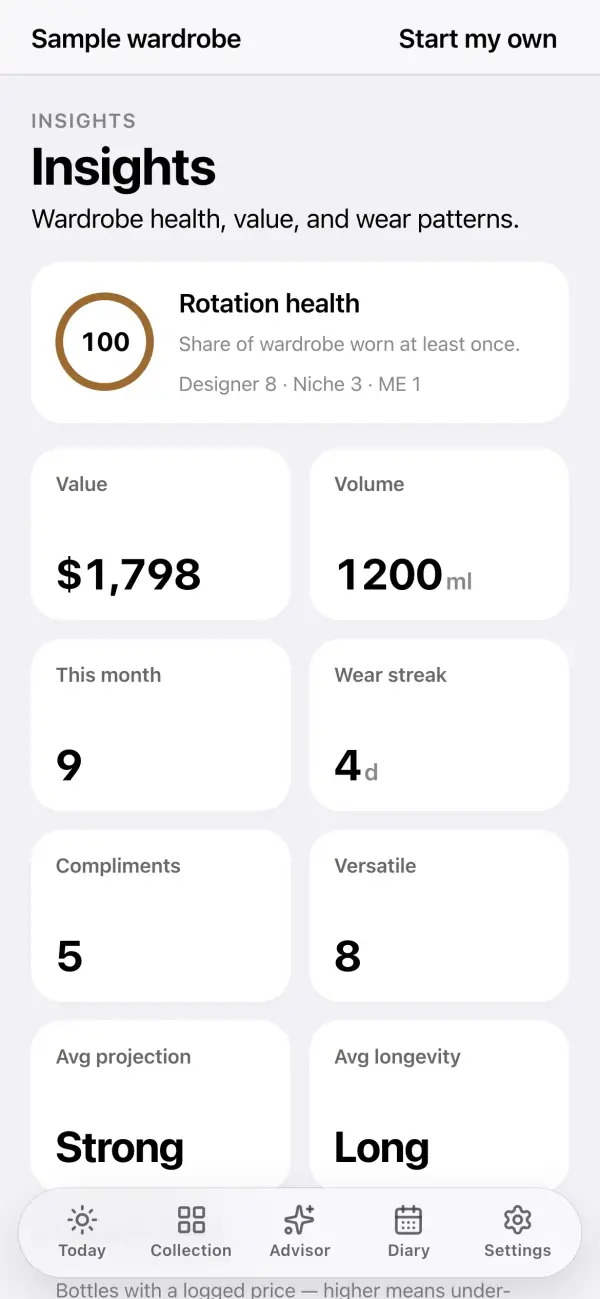 Sample wardrobe
Start my own
INSIGHTS
Insights
Wardrobe health, value, and wear patterns.
100
Rotation health
Share of wardrobe worn at least once.
Designer 8 · Niche 3 · ME 1
Value
$1,798
Volume
1200 ml
This month
9
Wear streak
4 d
Compliments
5
Versatile
8
Avg projection
Strong
Avg longevity
Long
Today
Collection
Advisor
Diary
Settings
Bottles with a logged price — higher means under-